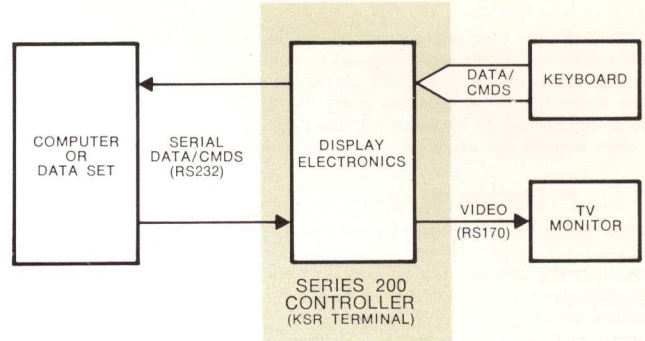 COMPUTER
OR
DATA SET
SERIAL
DATA/CMDS
(RS232)
DISPLAY
ELECTRONICS
DATA/
CMDS
KEYBOARD
VIDEO
(RS170)
TV
MONITOR
SERIES 200
CONTROLLER
(KSR TERMINAL)